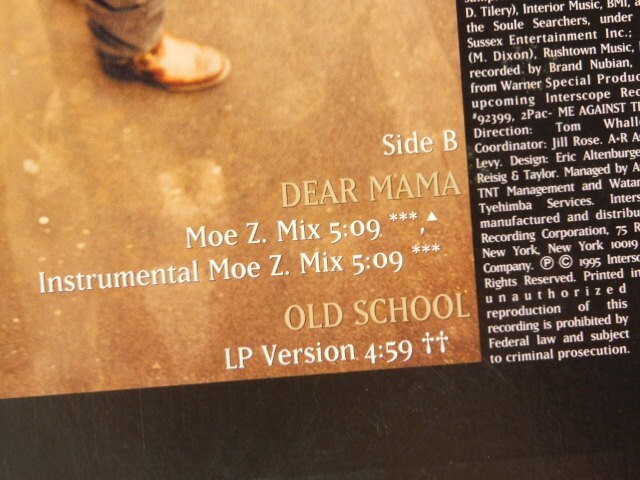 Side B
DEAR MAMA
Moe Z. Mix 5:09 ***,▲
Instrumental Moe Z. Mix 5:09 ***
OLD SCHOOL
LP Version 4:59 ††
D. Tilery), Interior Music, BMI,
the Soule Searchers, under
Sussex Entertainment Inc.;
(M. Dixon), Rushtown Music,
recorded by Brand Nubian,
from Warner Special Produc
upcoming Interscope Rec
#92399, 2Pac- ME AGAINST TH
Direction: Tom Whall
Coordinator: Jill Rose. A+R A
Levy. Design: Eric Altenburge
Reisig & Taylor. Managed by A
TNT Management and Watan
Tyehimba Services. Inters
manufactured and distribu
Recording Corporation, 75 R
New York, New York 10019
Company. ℗ © 1995 Intersc
Rights Reserved. Printed in
unauthorized
reproduction of this
recording is prohibited by
Federal law and subject
to criminal prosecution.